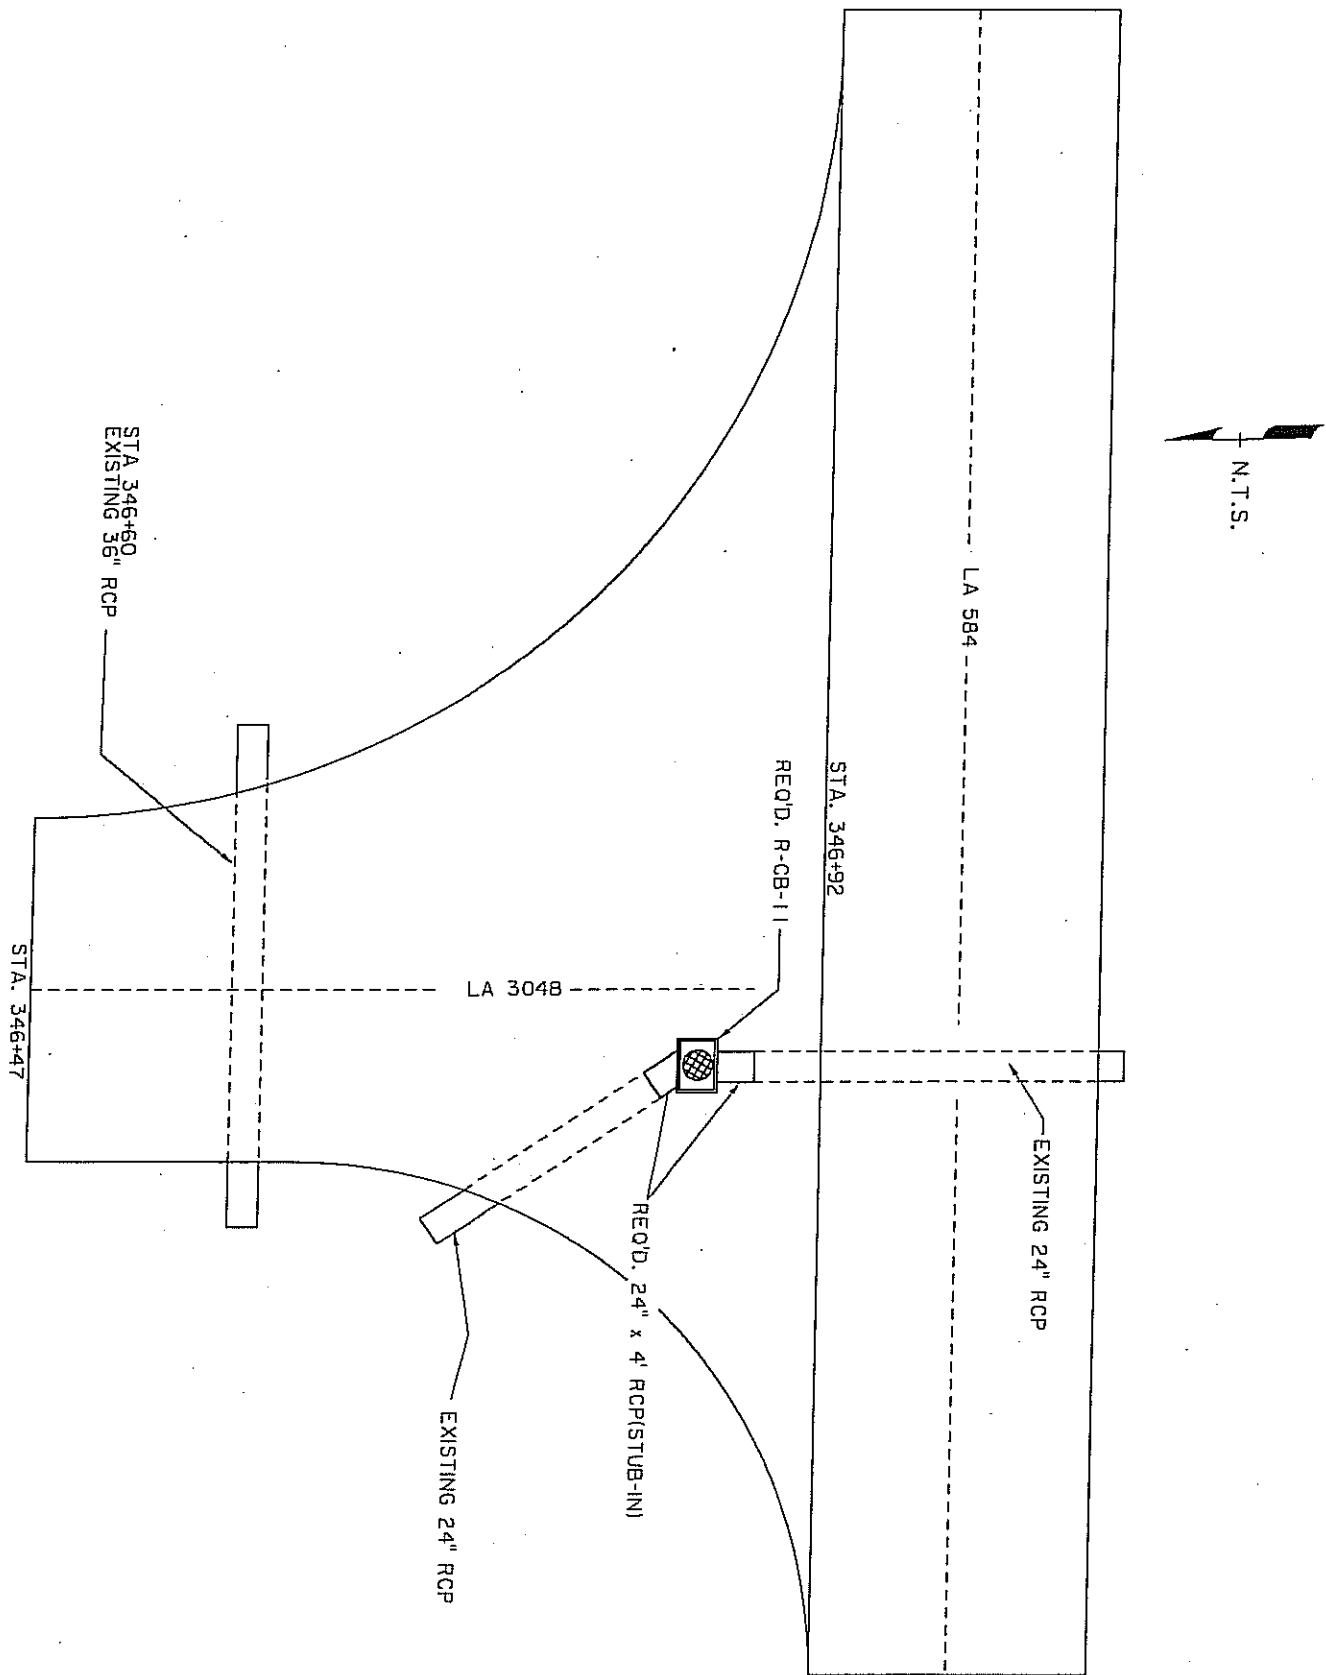 N.T.S.
LA 584
EXISTING 24" RCP
STA. 346+92
REQ'D. R-CB-11
REQ'D. 24" x 4' RCP(STUB-IN)
LA 3048
EXISTING 24" RCP
STA 346+60
EXISTING 36" RCP
STA. 346+47